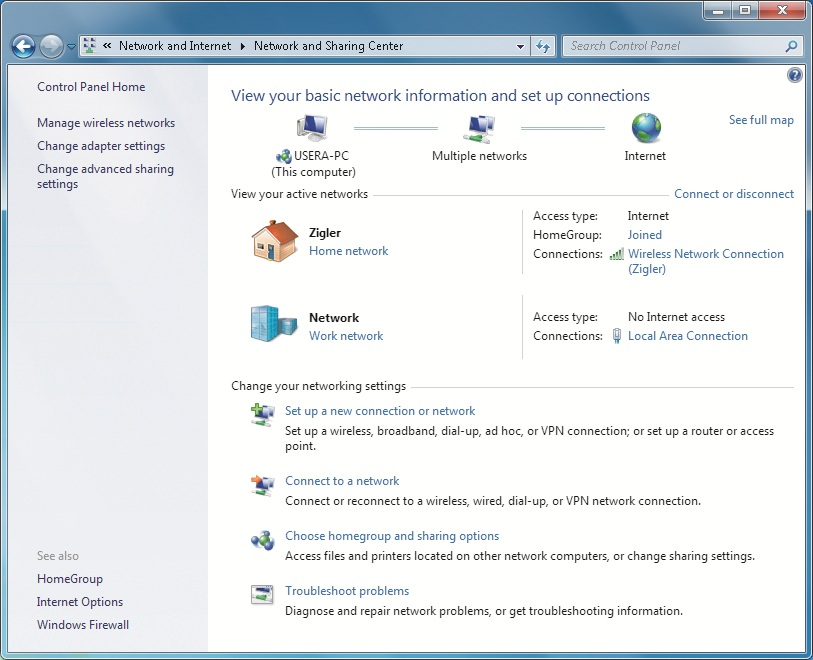 « Network and Internet ▸ Network and Sharing Center
Search Control Panel
Control Panel Home
Manage wireless networks
Change adapter settings
Change advanced sharing
settings
See also
HomeGroup
Internet Options
Windows Firewall
View your basic network information and set up connections
See full map
USERA-PC
(This computer)
Multiple networks
Internet
View your active networks
Connect or disconnect
Zigler
Home network
Access type: Internet
HomeGroup: Joined
Connections: Wireless Network Connection
(Zigler)
Network
Work network
Access type: No Internet access
Connections: Local Area Connection
Change your networking settings
Set up a new connection or network
Set up a wireless, broadband, dial-up, ad hoc, or VPN connection; or set up a router or access
point.
Connect to a network
Connect or reconnect to a wireless, wired, dial-up, or VPN network connection.
Choose homegroup and sharing options
Access files and printers located on other network computers, or change sharing settings.
Troubleshoot problems
Diagnose and repair network problems, or get troubleshooting information.